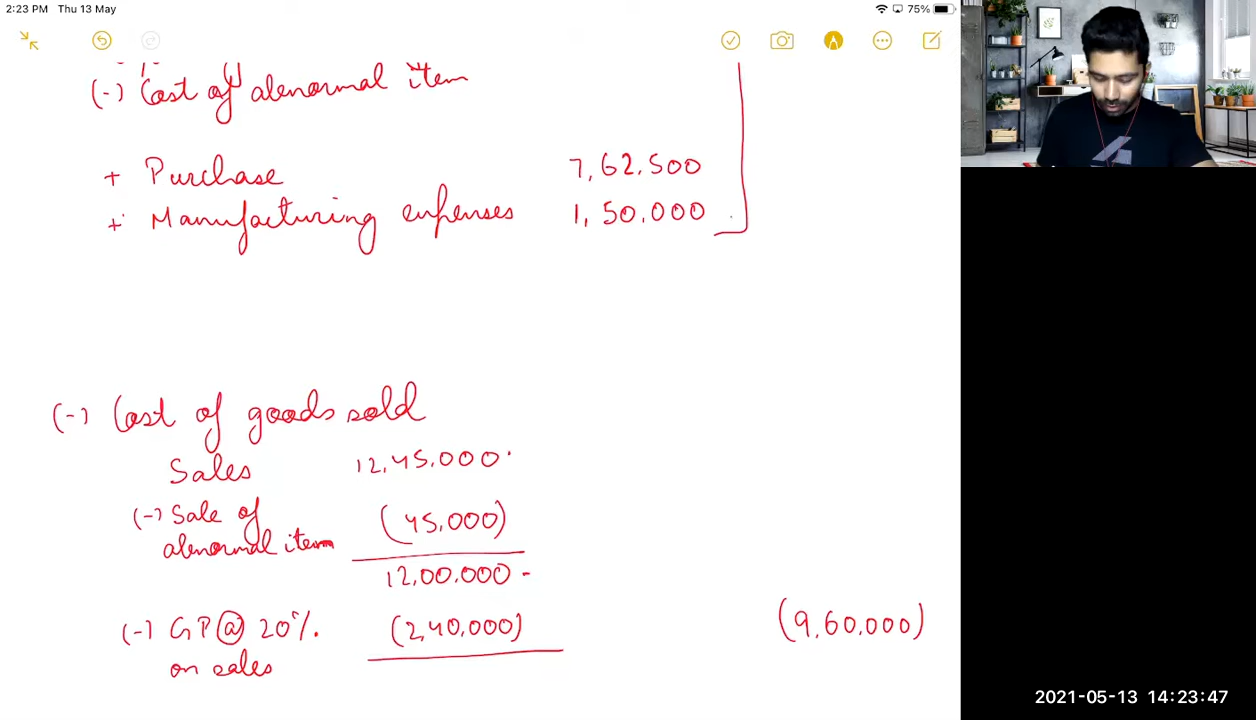 2:23 PM Thu 13 May
75%
(-) Cost of abnormal item
+ Purchase 7,62,500
+ Manufacturing expenses 1,50,000
(-) Cost of goods sold
Sales 12,45,000
(-) Sale of
abnormal item (45,000)
12,00,000
(-) GP@ 20% (2,40,000) (9,60,000)
on sales
2021-05-13 14:23:47